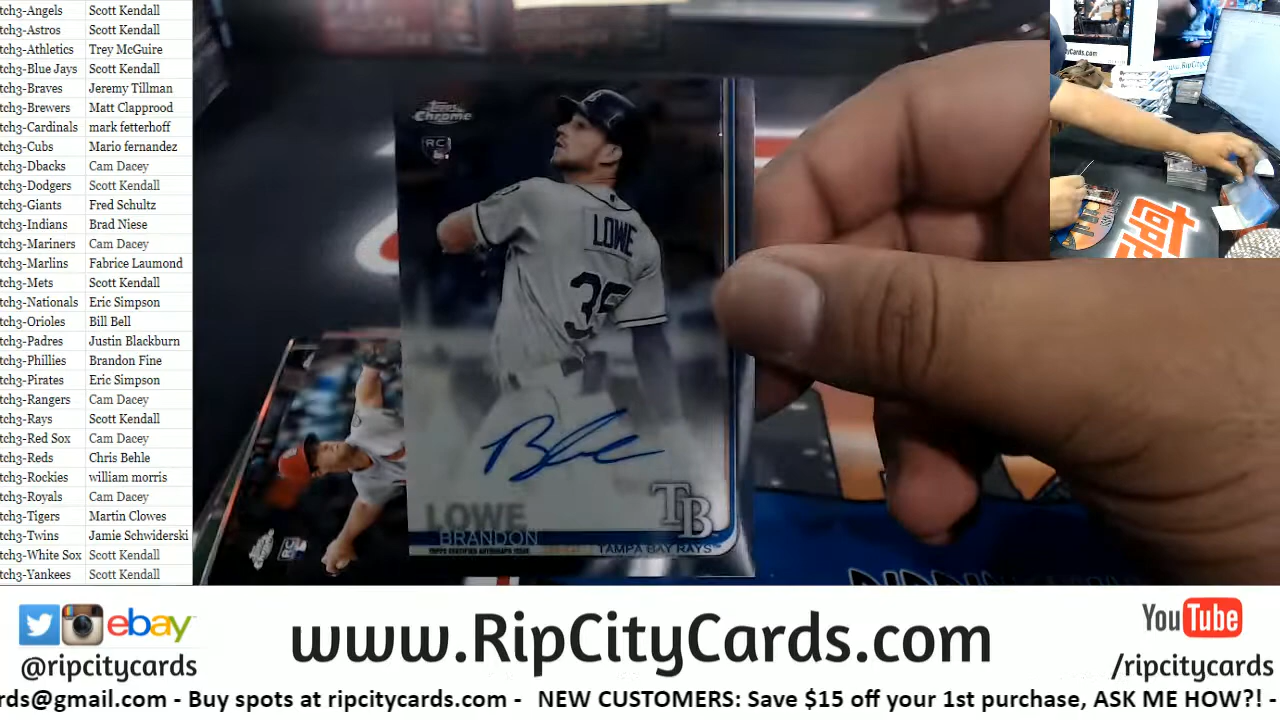 tch3-Angels Scott Kendall
tch3-Astros Scott Kendall
tch3-Athletics Trey McGuire
tch3-Blue Jays Scott Kendall
tch3-Braves Jeremy Tillman
tch3-Brewers Matt Clapprood
tch3-Cardinals mark fetterhoff
tch3-Cubs Mario fernandez
tch3-Dbacks Cam Dacey
tch3-Dodgers Scott Kendall
tch3-Giants Fred Schultz
tch3-Indians Brad Niese
tch3-Mariners Cam Dacey
tch3-Marlins Fabrice Laumond
tch3-Mets Scott Kendall
tch3-Nationals Eric Simpson
tch3-Orioles Bill Bell
tch3-Padres Justin Blackburn
tch3-Phillies Brandon Fine
tch3-Pirates Eric Simpson
tch3-Rangers Cam Dacey
tch3-Rays Scott Kendall
tch3-Red Sox Cam Dacey
tch3-Reds Chris Behle
tch3-Rockies william morris
tch3-Royals Cam Dacey
tch3-Tigers Martin Clowes
tch3-Twins Jamie Schwiderski
tch3-White Sox Scott Kendall
tch3-Yankees Scott Kendall
Topps
Chrome
RC
LOWE
35
LOWE
BRANDON
TOPPS CERTIFIED AUTOGRAPH ISSUE
TB
TAMPA BAY RAYS
RC
Topps
ebay
@ripcitycards
www.RipCityCards.com
YouTube
/ripcitycards
rds@gmail.com - Buy spots at ripcitycards.com - NEW CUSTOMERS: Save $15 off your 1st purchase, ASK ME HOW?! -